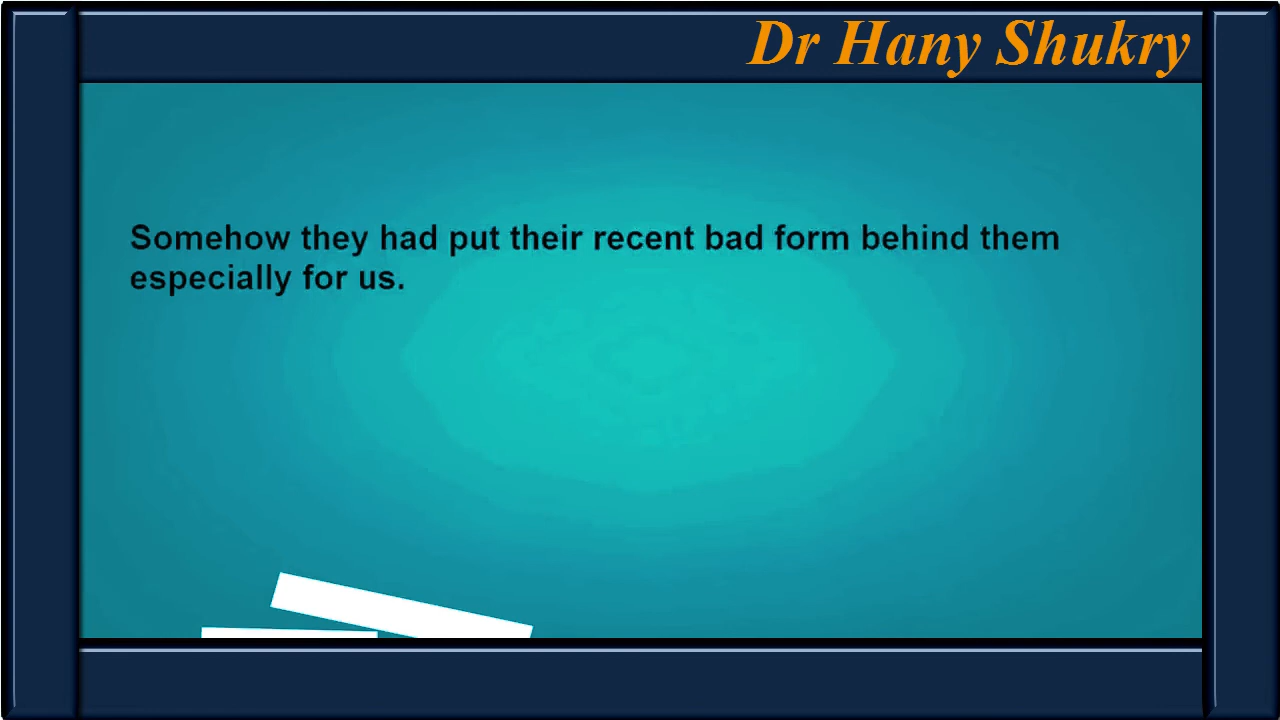 Dr Hany Shukry
Somehow they had put their recent bad form behind them
especially for us.